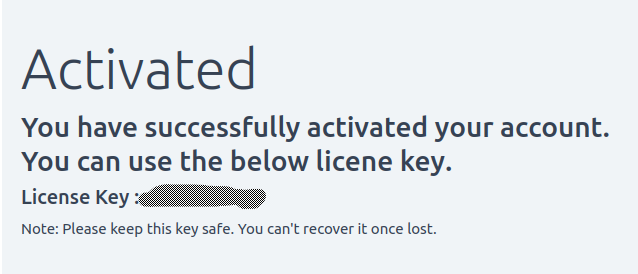 Activated
You have successfully activated your account.
You can use the below licene key.
License Key :
Note: Please keep this key safe. You can't recover it once lost.